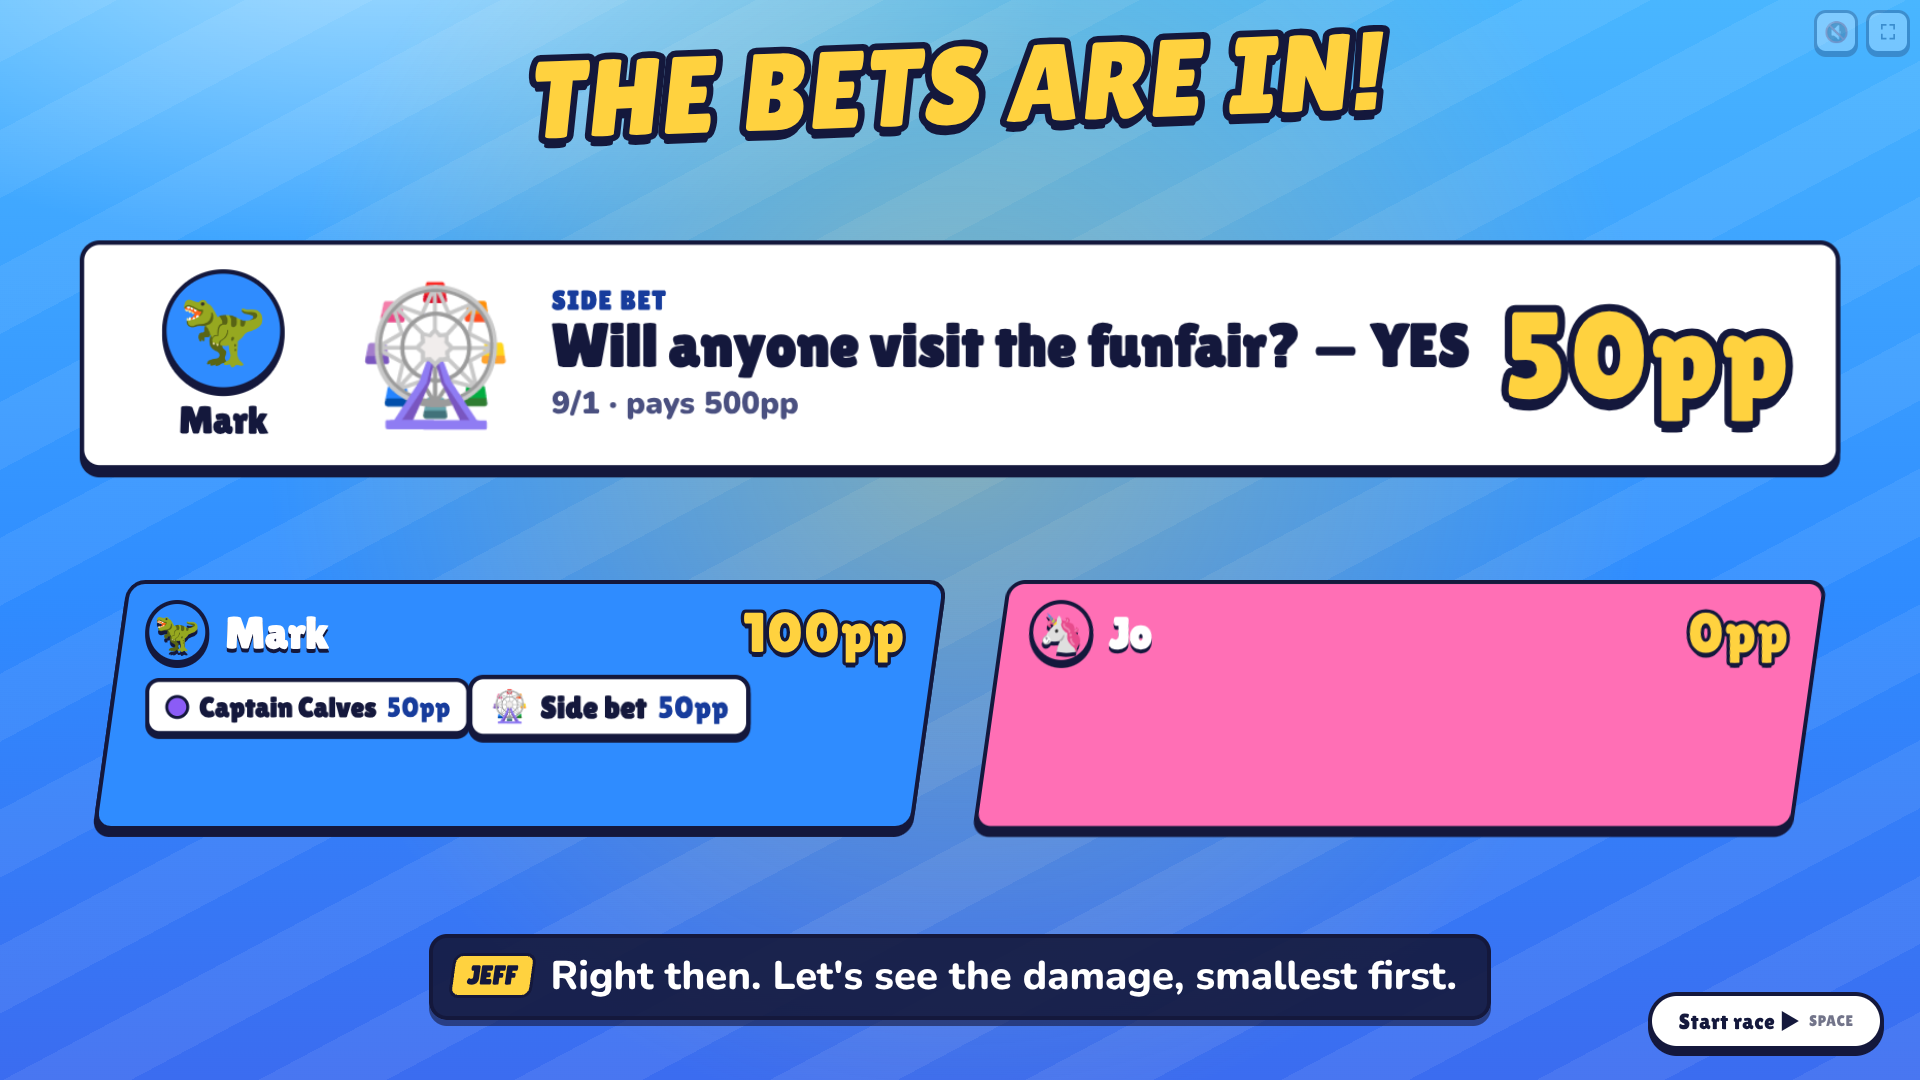 THE BETS ARE IN!
SIDE BET
Will anyone visit the funfair? – YES
50pp
9/1 · pays 500pp
Mark
Mark
100pp
Captain Calves 50pp
Side bet 50pp
Jo
0pp
JEFF Right then. Let's see the damage, smallest first.
Start race ▶ SPACE